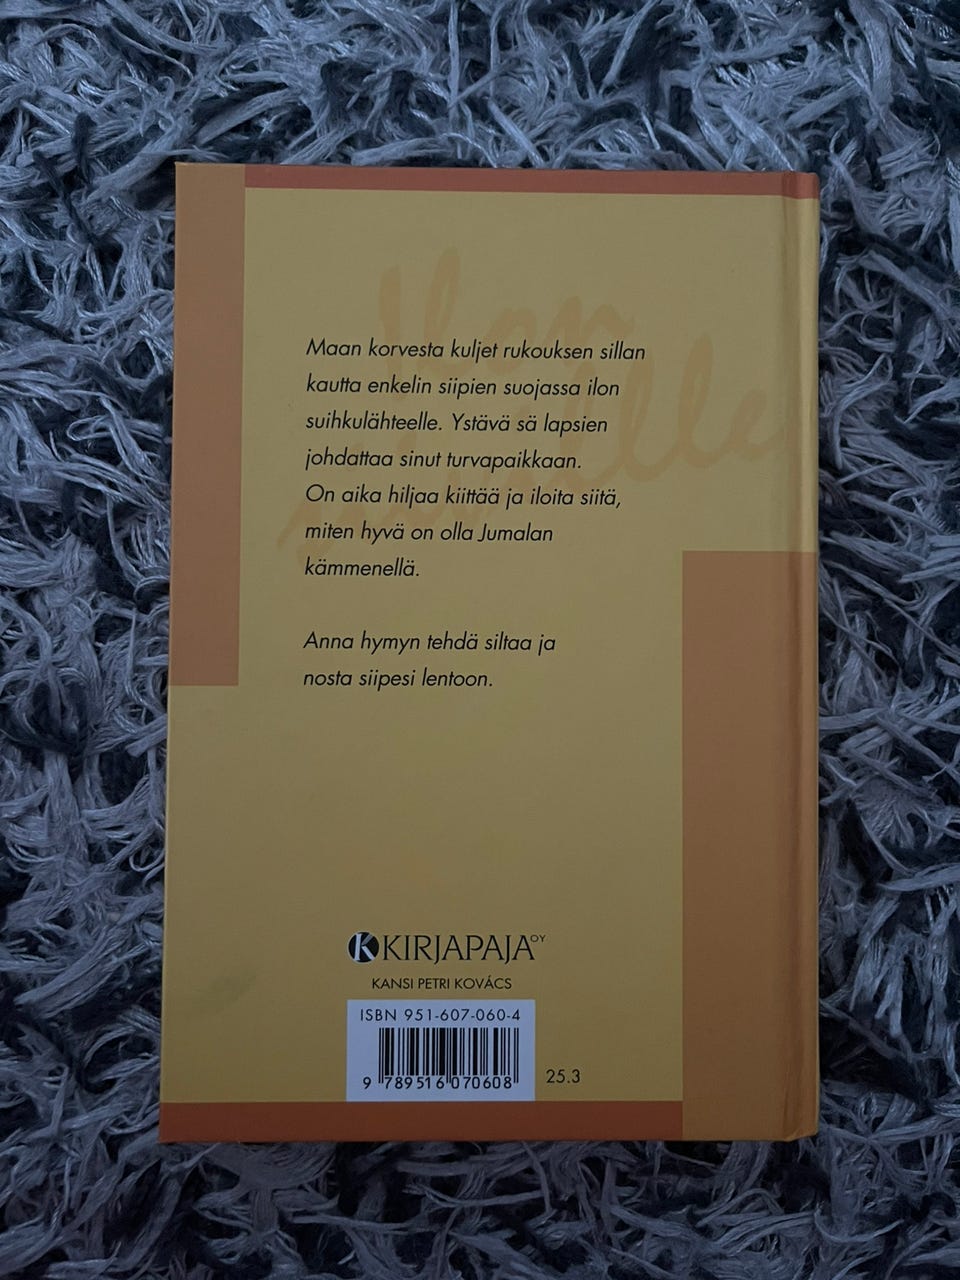 Maan korvesta kuljet rukouksen sillan
kautta enkelin siipien suojassa ilon
suihkulähteelle. Ystävä sä lapsien
johdattaa sinut turvapaikkaan.
On aika hiljaa kiittää ja iloita siitä,
miten hyvä on olla Jumalan
kämmenellä.
Anna hymyn tehdä siltaa ja
nosta siipesi lentoon.
K KIRJAPAJA OY
KANSI PETRI KOVÁCS
ISBN 951-607-060-4
9 789516 070608
25.3